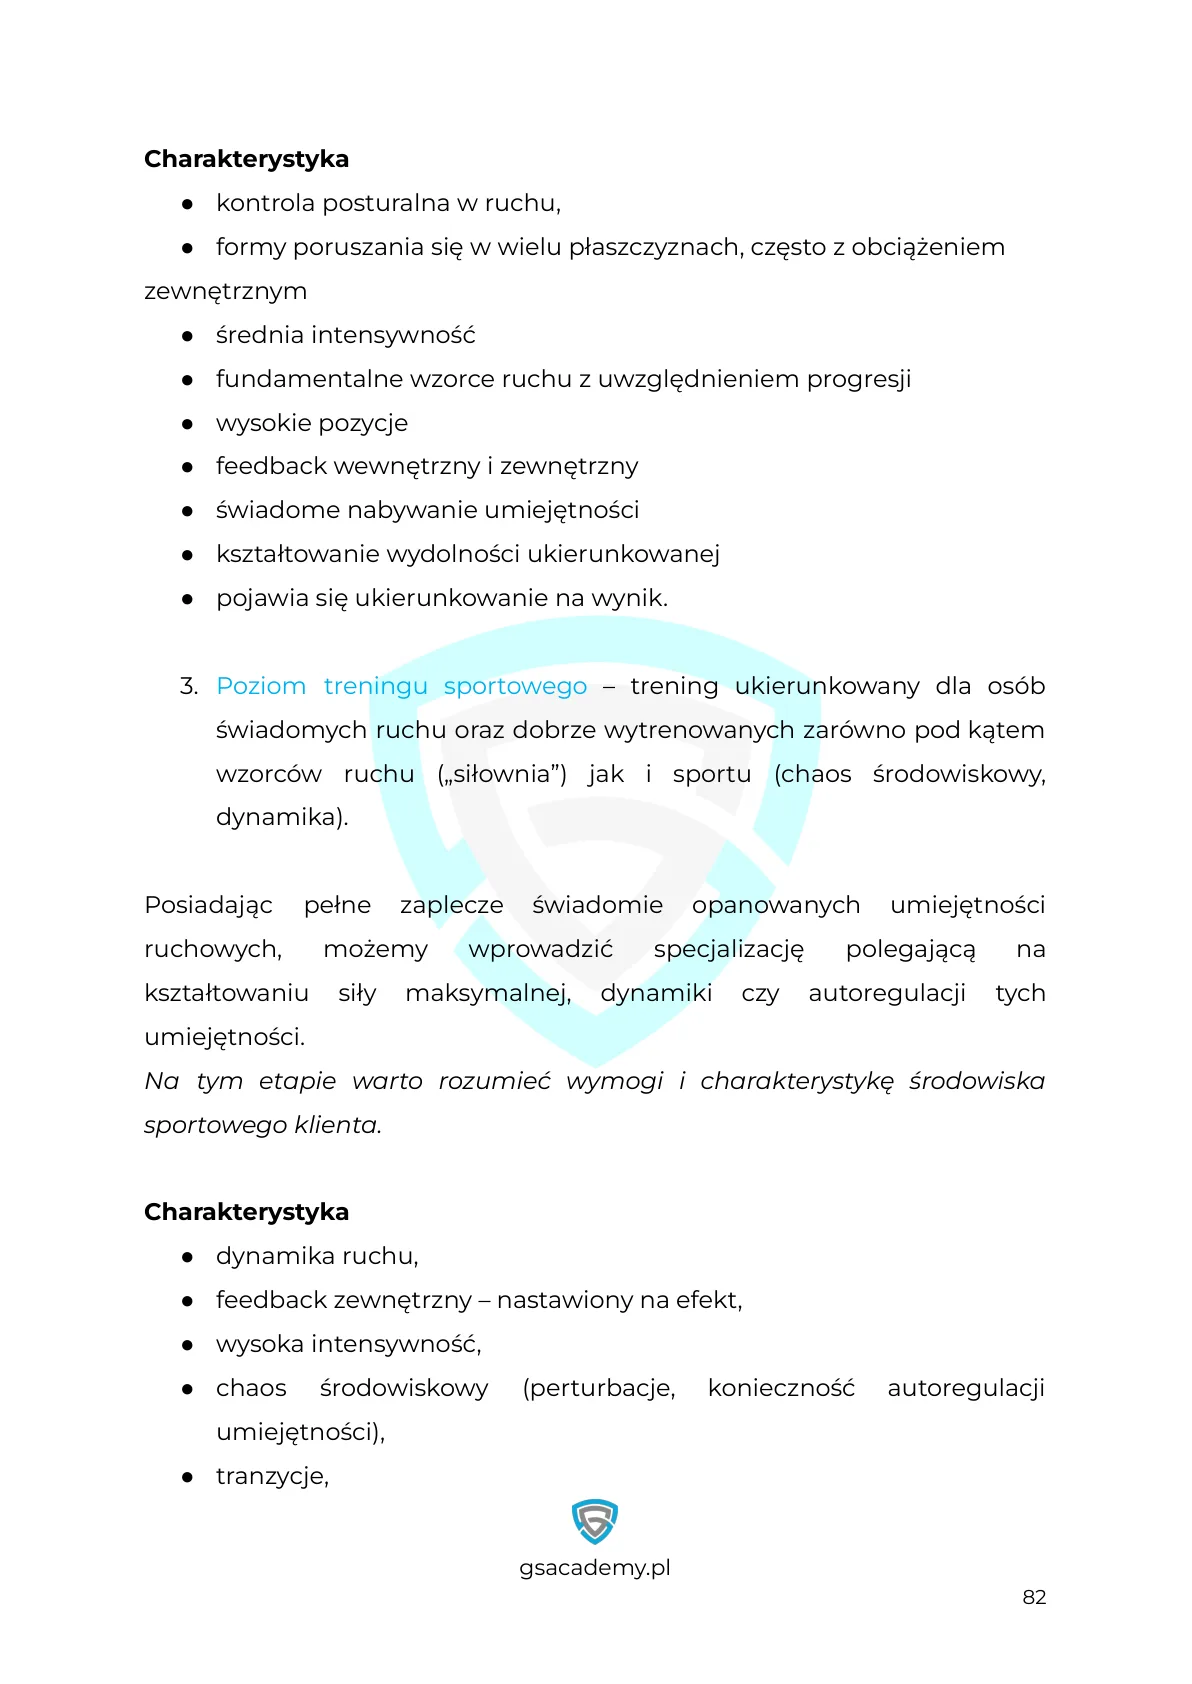 Charakterystyka
● kontrola posturalna w ruchu,
● formy poruszania się w wielu płaszczyznach, często z obciążeniem
zewnętrznym
● średnia intensywność
● fundamentalne wzorce ruchu z uwzględnieniem progresji
● wysokie pozycje
● feedback wewnętrzny i zewnętrzny
● świadome nabywanie umiejętności
● kształtowanie wydolności ukierunkowanej
● pojawia się ukierunkowanie na wynik.
3. Poziom treningu sportowego – trening ukierunkowany dla osób
świadomych ruchu oraz dobrze wytrenowanych zarówno pod kątem
wzorców ruchu („siłownia”) jak i sportu (chaos środowiskowy,
dynamika).
Posiadając pełne zaplecze świadomie opanowanych umiejętności
ruchowych, możemy wprowadzić specjalizację polegającą na
kształtowaniu siły maksymalnej, dynamiki czy autoregulacji tych
umiejętności.
Na tym etapie warto rozumieć wymogi i charakterystykę środowiska
sportowego klienta.
Charakterystyka
● dynamika ruchu,
● feedback zewnętrzny – nastawiony na efekt,
● wysoka intensywność,
● chaos środowiskowy (perturbacje, konieczność autoregulacji
umiejętności),
● tranzycje,
gsacademy.pl
82